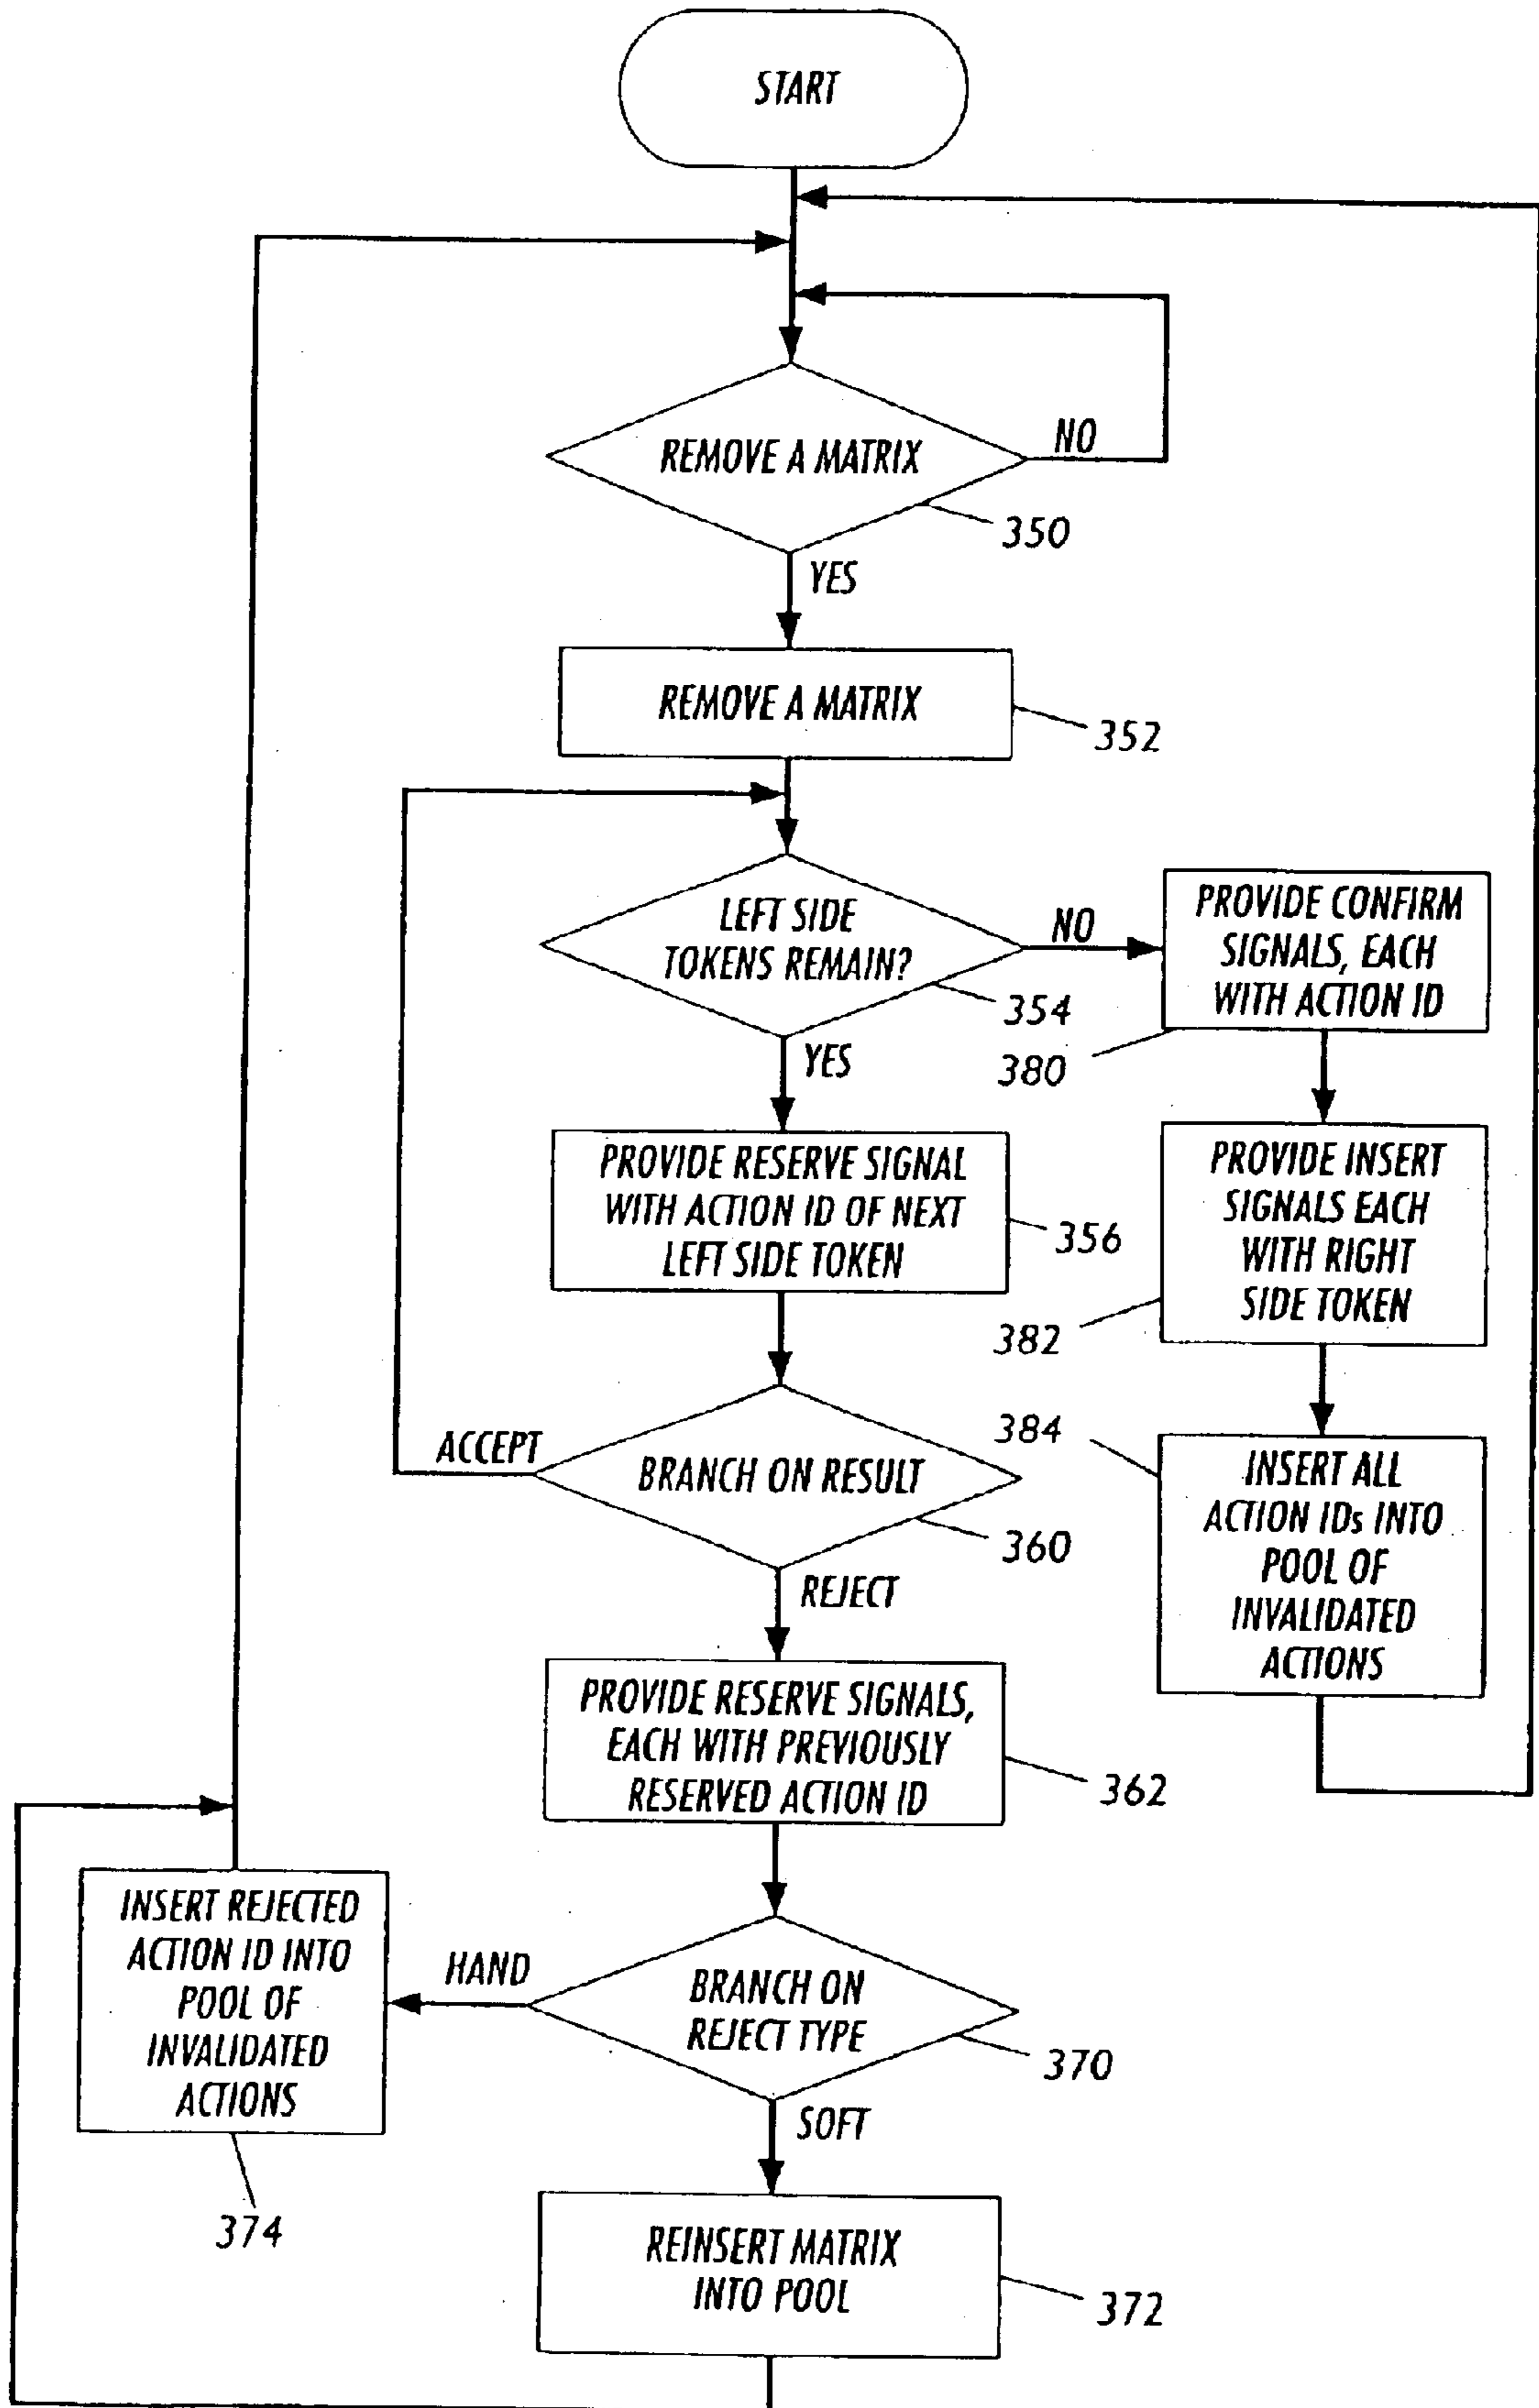 START
REMOVE A MATRIX
NO
350
YES
REMOVE A MATRIX
352
LEFT SIDE
TOKENS REMAIN?
NO
354
YES
PROVIDE CONFIRM
SIGNALS, EACH
WITH ACTION ID
380
PROVIDE RESERVE SIGNAL
WITH ACTION ID OF NEXT
LEFT SIDE TOKEN
356
PROVIDE INSERT
SIGNALS EACH
WITH RIGHT
SIDE TOKEN
382
ACCEPT
BRANCH ON RESULT
360
REJECT
384
INSERT ALL
ACTION IDs INTO
POOL OF
INVALIDATED
ACTIONS
PROVIDE RESERVE SIGNALS,
EACH WITH PREVIOUSLY
RESERVED ACTION ID
362
INSERT REJECTED
ACTION ID INTO
POOL OF
INVALIDATED
ACTIONS
374
HAND
BRANCH ON
REJECT TYPE
370
SOFT
REINSERT MATRIX
INTO POOL
372